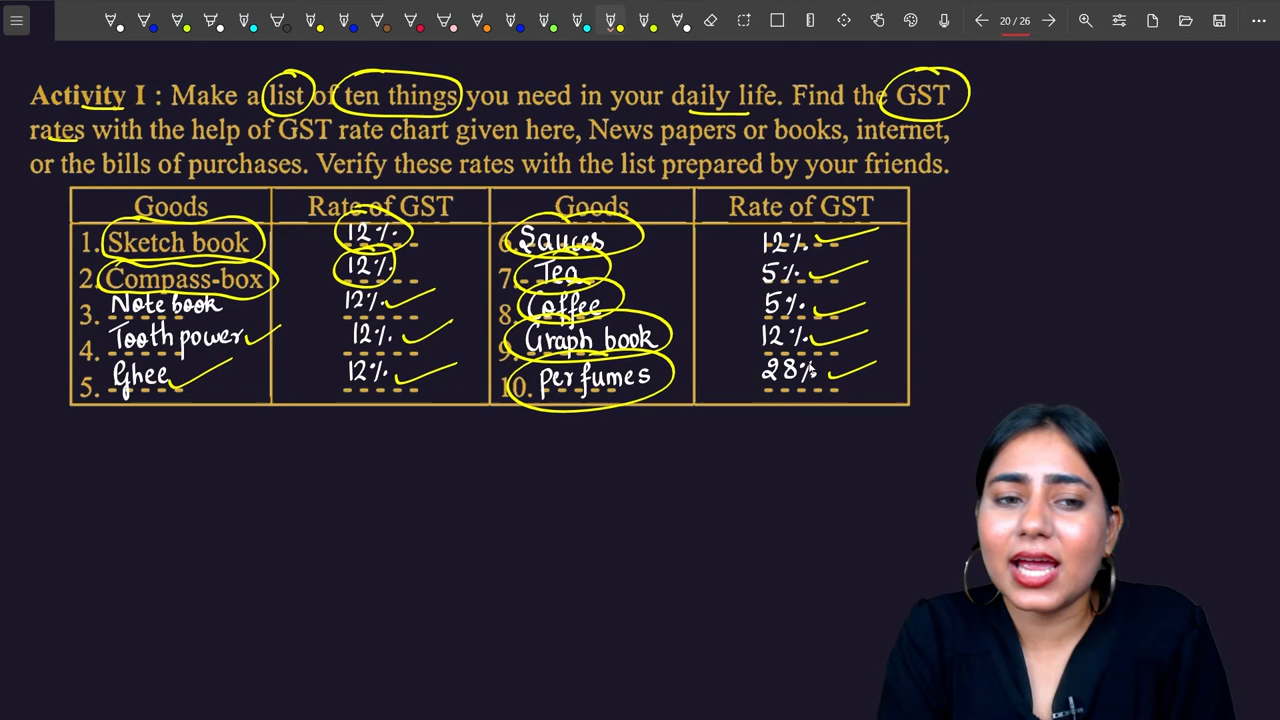 20 / 26
Activity I : Make a list of ten things you need in your daily life. Find the GST
rates with the help of GST rate chart given here, News papers or books, internet,
or the bills of purchases. Verify these rates with the list prepared by your friends.
Goods Rate of GST Goods Rate of GST
1. Sketch book 12% 6. Sauces 12%
2. Compass-box 12% 7. Tea 5%
3. Note book 12% 8. Coffee 5%
4. Tooth power 12% 9. Graph book 12%
5. Ghee 12% 10. perfumes 28%